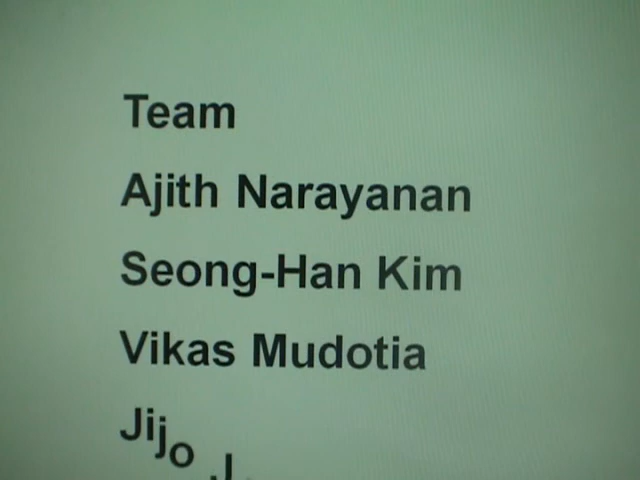 Team
Ajith Narayanan
Seong-Han Kim
Vikas Mudotia
Jijo